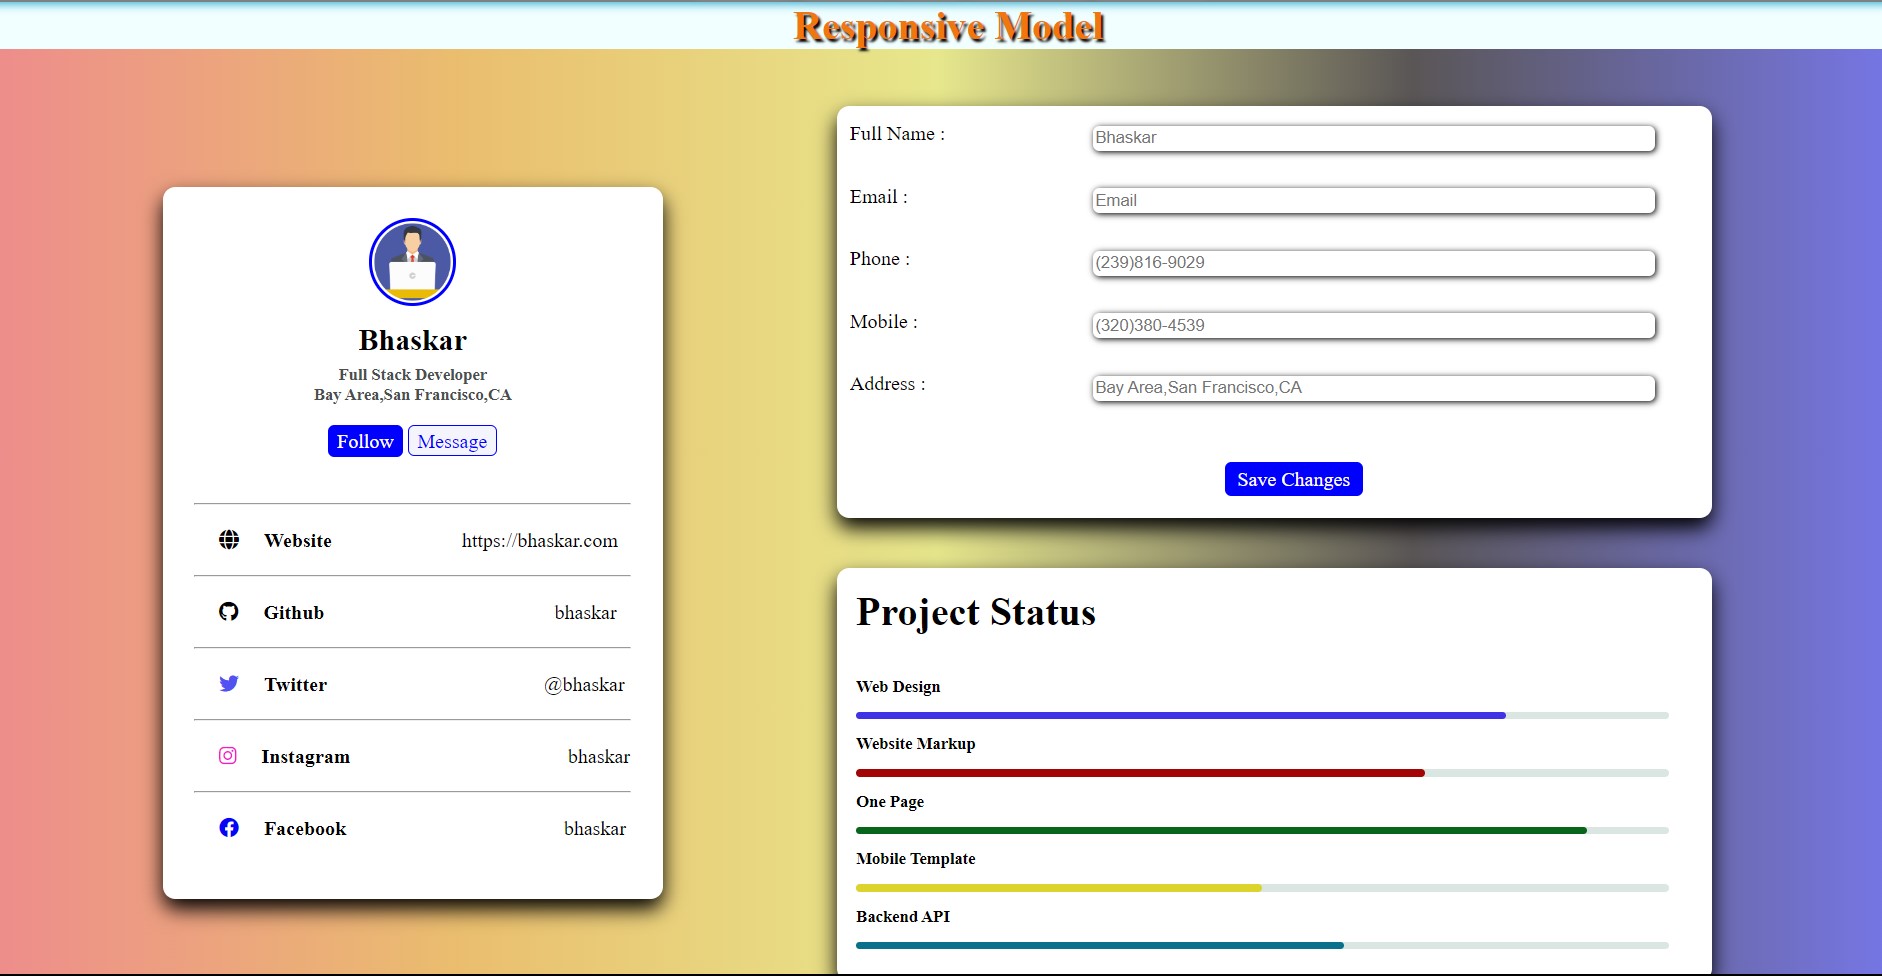 Responsive Model
Bhaskar
Full Stack Developer
Bay Area,San Francisco,CA
Follow Message
Website https://bhaskar.com
Github bhaskar
Twitter @bhaskar
Instagram bhaskar
Facebook bhaskar
Full Name : Bhaskar
Email : Email
Phone : (239)816-9029
Mobile : (320)380-4539
Address : Bay Area,San Francisco,CA
Save Changes
Project Status
Web Design
Website Markup
One Page
Mobile Template
Backend API